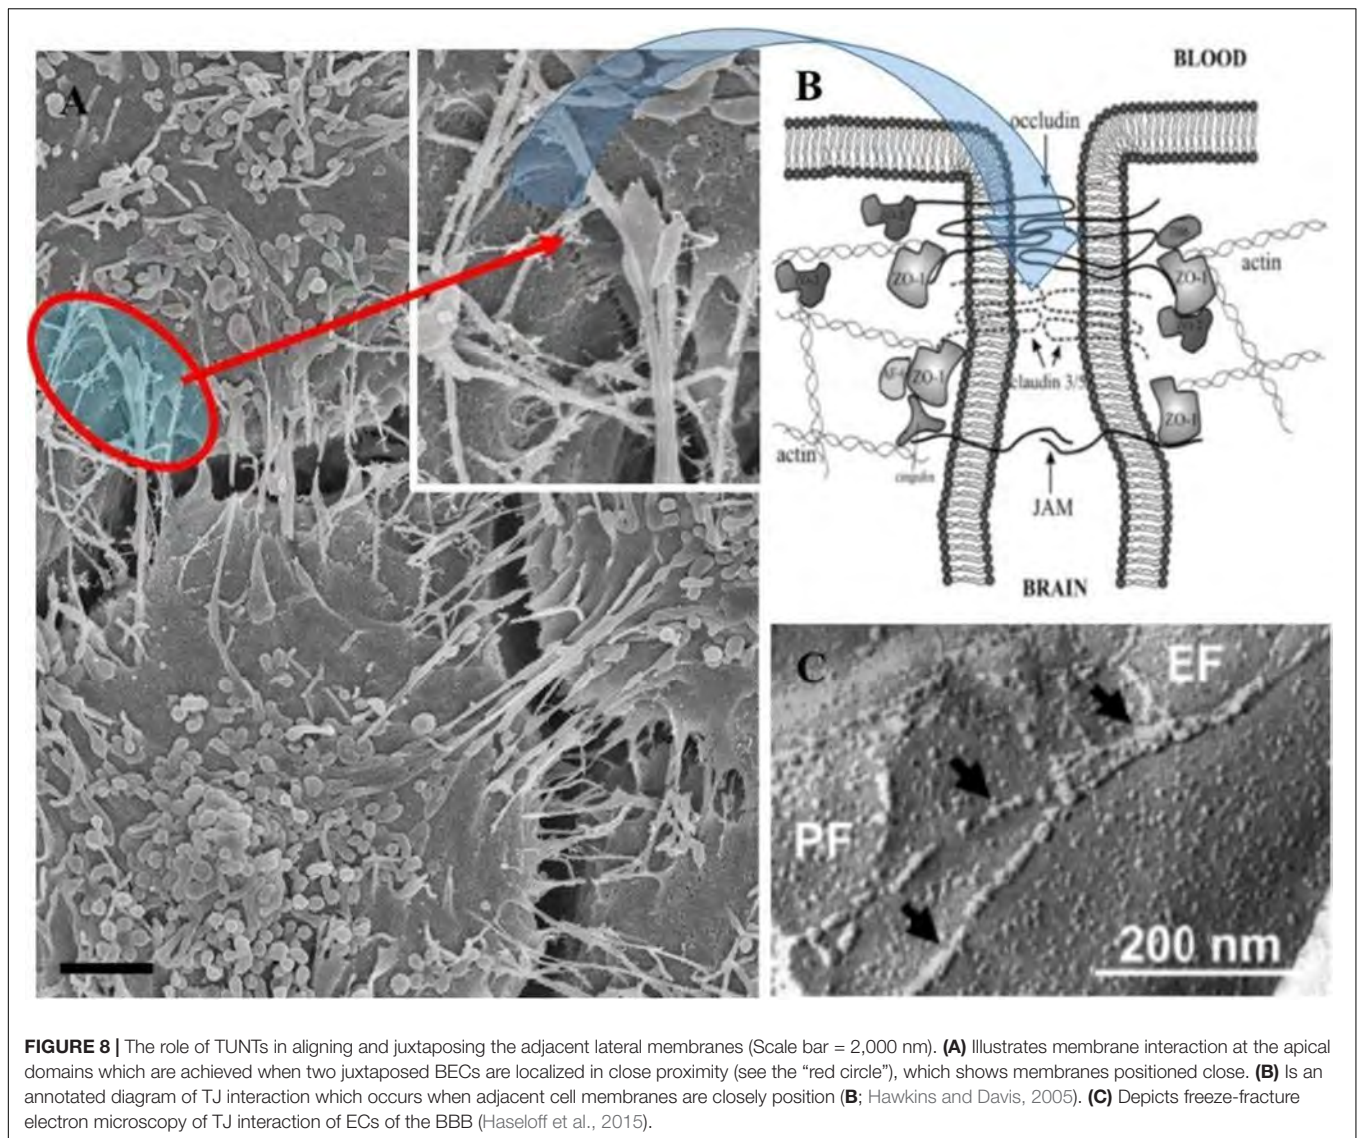 A
B
BLOOD
occludin
ZO-1
ZO-1
actin
ZO-1
claudin 3/5
ZO-1
actin
cingulin
JAM
BRAIN
C
EF
PF
200 nm
FIGURE 8 | The role of TUNTs in aligning and juxtaposing the adjacent lateral membranes (Scale bar = 2,000 nm). (A) Illustrates membrane interaction at the apical
domains which are achieved when two juxtaposed BECs are localized in close proximity (see the “red circle”), which shows membranes positioned close. (B) Is an
annotated diagram of TJ interaction which occurs when adjacent cell membranes are closely position (B; Hawkins and Davis, 2005). (C) Depicts freeze-fracture
electron microscopy of TJ interaction of ECs of the BBB (Haseloff et al., 2015).